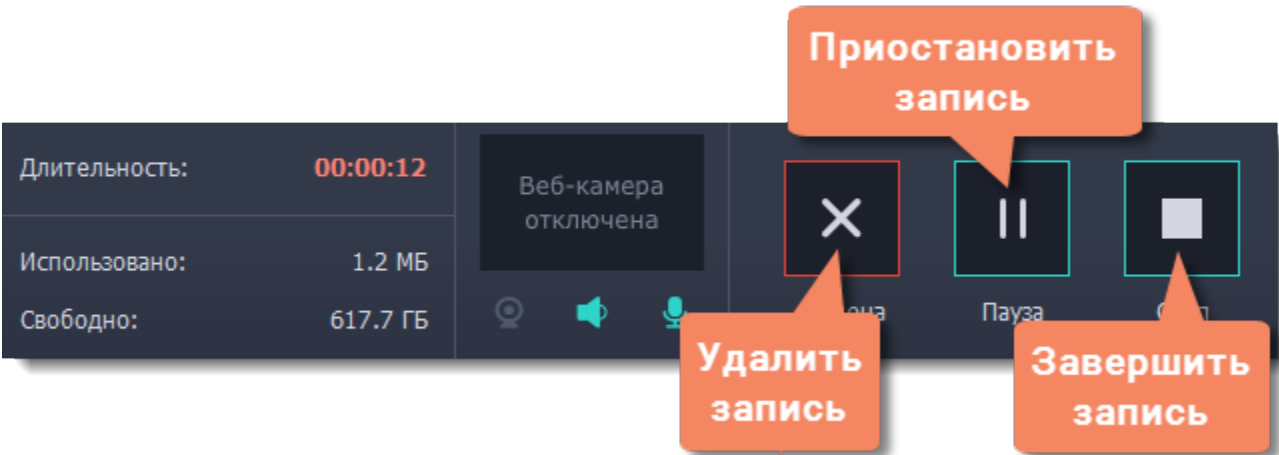 Приостановить
запись
Длительность: 00:00:12
Веб-камера
отключена
Использовано: 1.2 МБ
Свободно: 617.7 ГБ
Пауза
Удалить
запись
Завершить
запись